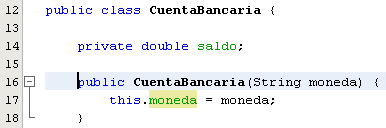 12 public class CuentaBancaria {
13
14 private double saldo;
15
16 public CuentaBancaria(String moneda) {
17 this.moneda = moneda;
18 }